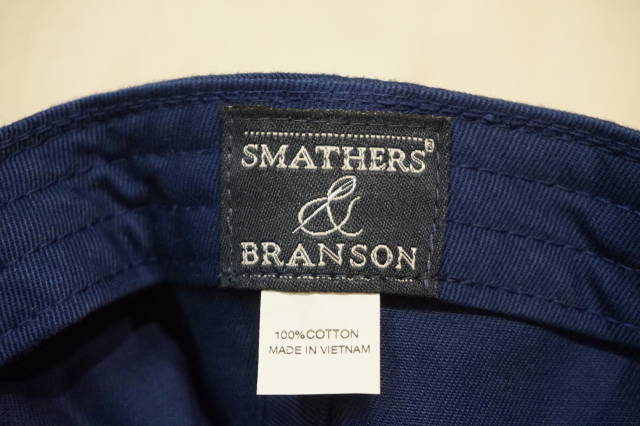 SMATHERS®
&
BRANSON
100% COTTON
MADE IN VIETNAM